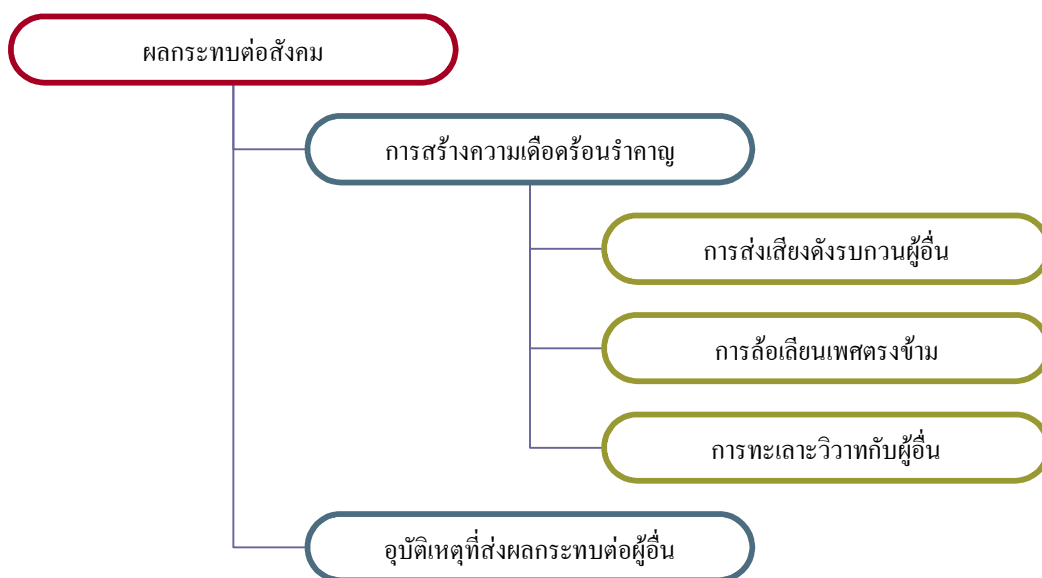 ผลกระทบต่อสังคม
การสร้างความเดือดร้อนรำคาญ
การส่งเสียงดังรบกวนผู้อื่น
การล้อเลียนเพศตรงข้าม
การทะเลาะวิวาทกับผู้อื่น
อุบัติเหตุที่ส่งผลกระทบต่อผู้อื่น